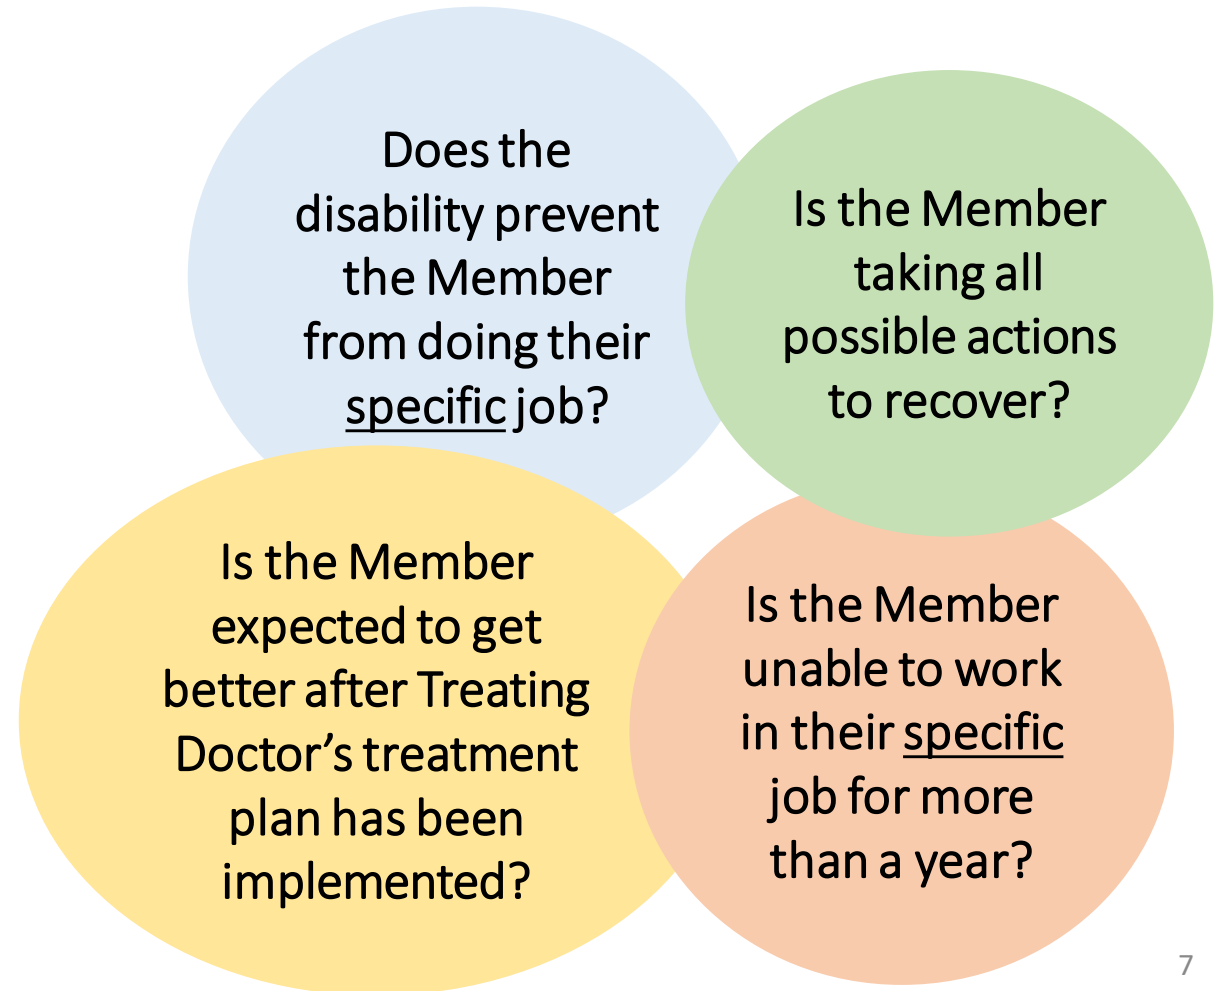 Does the
disability prevent
the Member
from doing their
specific job?
Is the Member
taking all
possible actions
to recover?
Is the Member
expected to get
better after Treating
Doctor’s treatment
plan has been
implemented?
Is the Member
unable to work
in their specific
job for more
than a year?
7